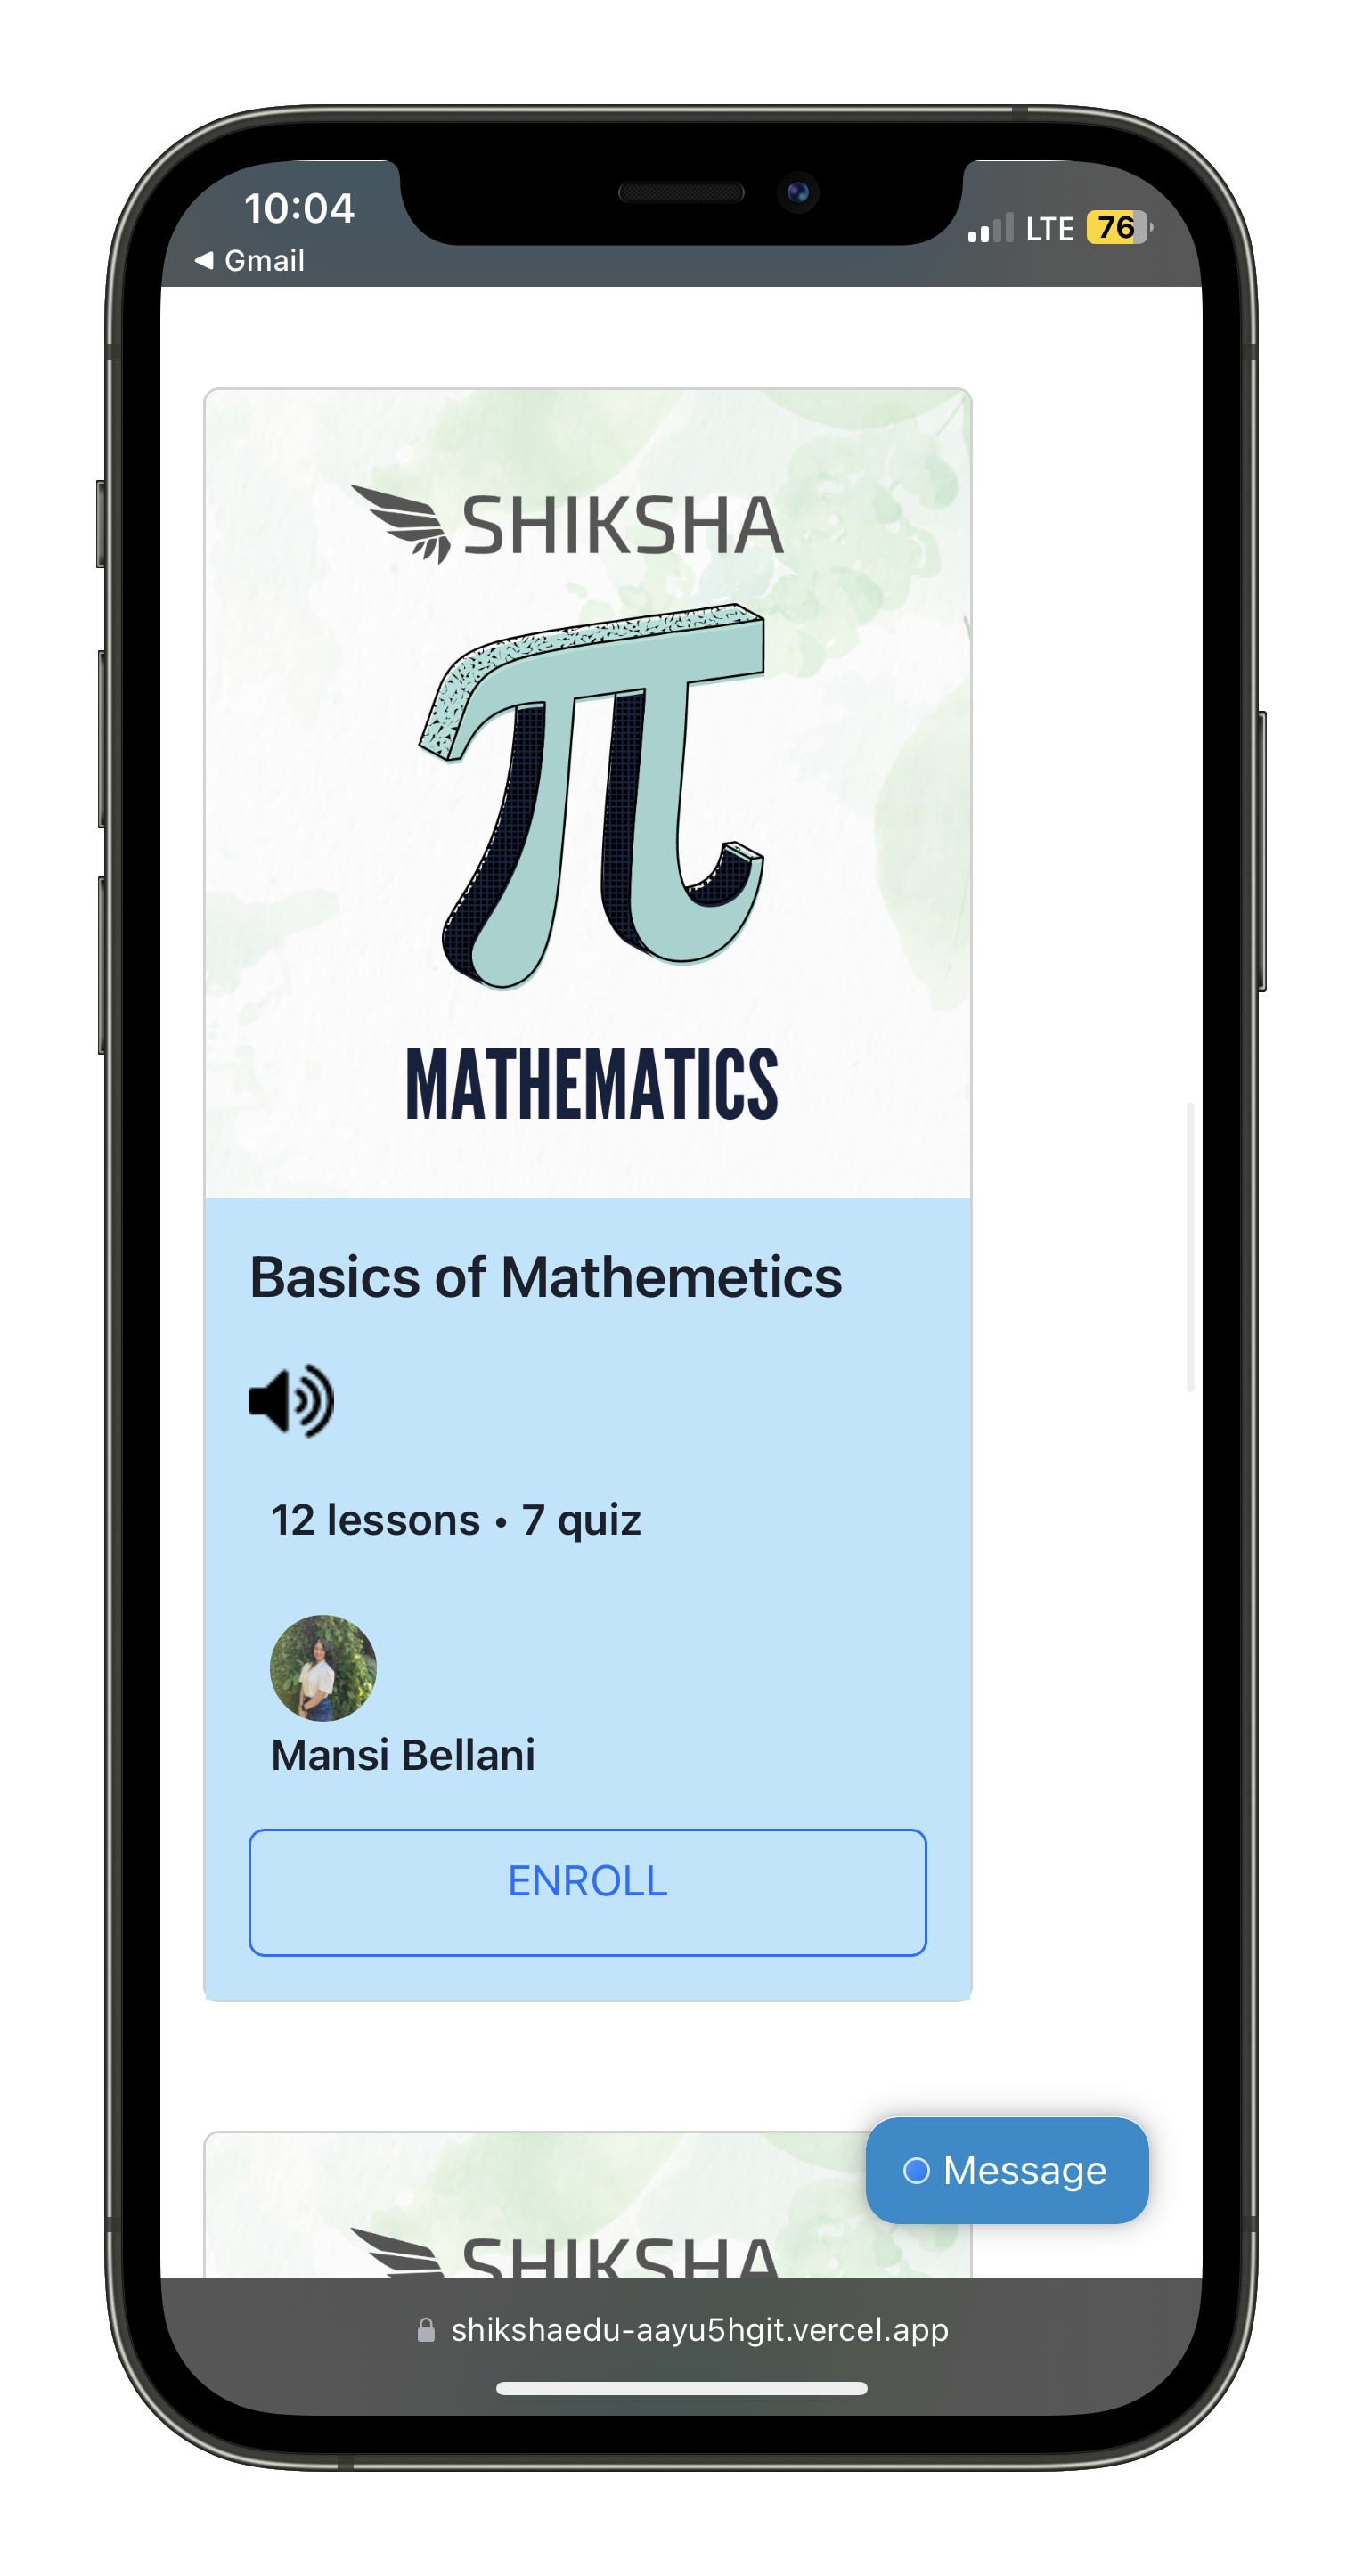 10:04
LTE 76
◀ Gmail
SHIKSHA
MATHEMATICS
Basics of Mathemetics
12 lessons • 7 quiz
Mansi Bellani
ENROLL
Message
SHIKSHA
shikshaedu-aayu5hgit.vercel.app